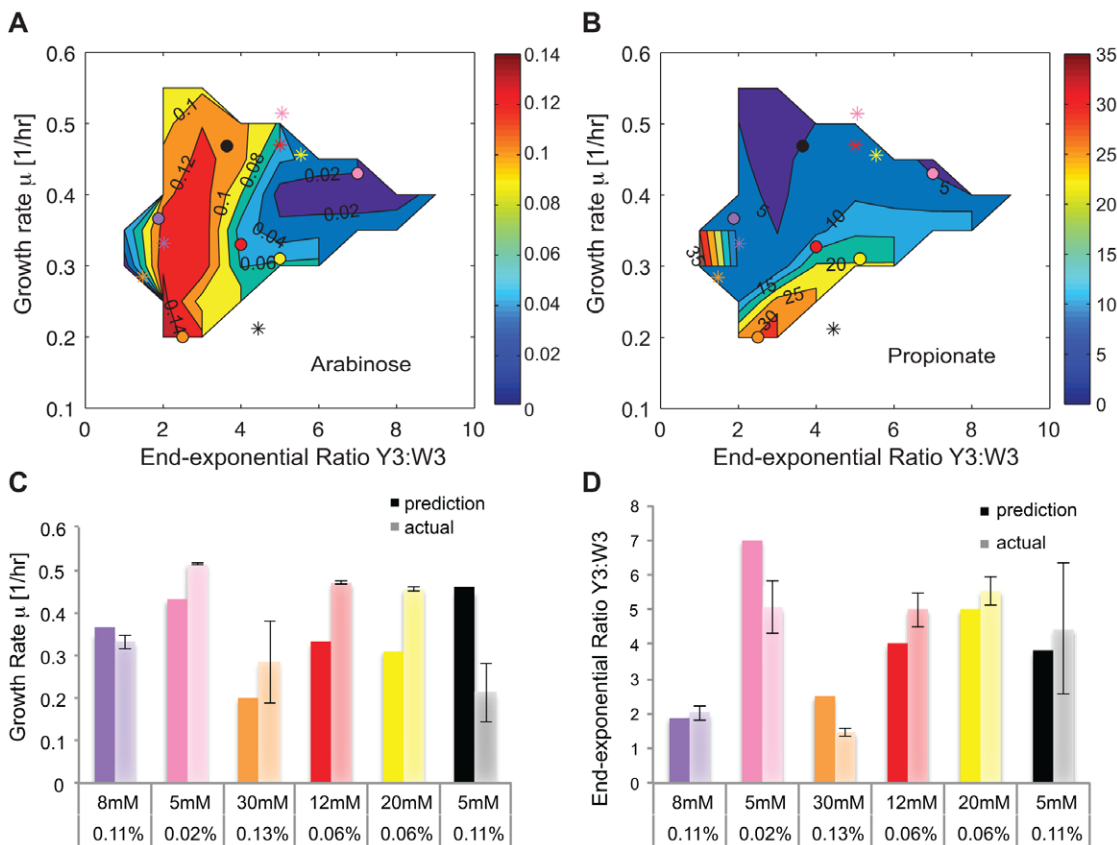 A
Growth rate μ [1/hr]
0.6
0.5
0.4
0.3
0.2
0.1
0.1
0.12
0.12
0.1
0.08
0.02
0.02
0.04
0.06
0.14
Arabinose
0 2 4 6 8 10
End-exponential Ratio Y3:W3
0.14
0.12
0.1
0.08
0.06
0.04
0.02
0
B
Growth rate μ [1/hr]
0.6
0.5
0.4
0.3
0.2
0.1
5
5
10
35
15
20
25
30
Propionate
0 2 4 6 8 10
End-exponential Ratio Y3:W3
35
30
25
20
15
10
5
0
C
prediction
actual
Growth Rate μ [1/hr]
0.6
0.5
0.4
0.3
0.2
0.1
0
8mM 5mM 30mM 12mM 20mM 5mM
0.11% 0.02% 0.13% 0.06% 0.06% 0.11%
D
prediction
actual
End-exponential Ratio Y3:W3
8
7
6
5
4
3
2
1
0
8mM 5mM 30mM 12mM 20mM 5mM
0.11% 0.02% 0.13% 0.06% 0.06% 0.11%